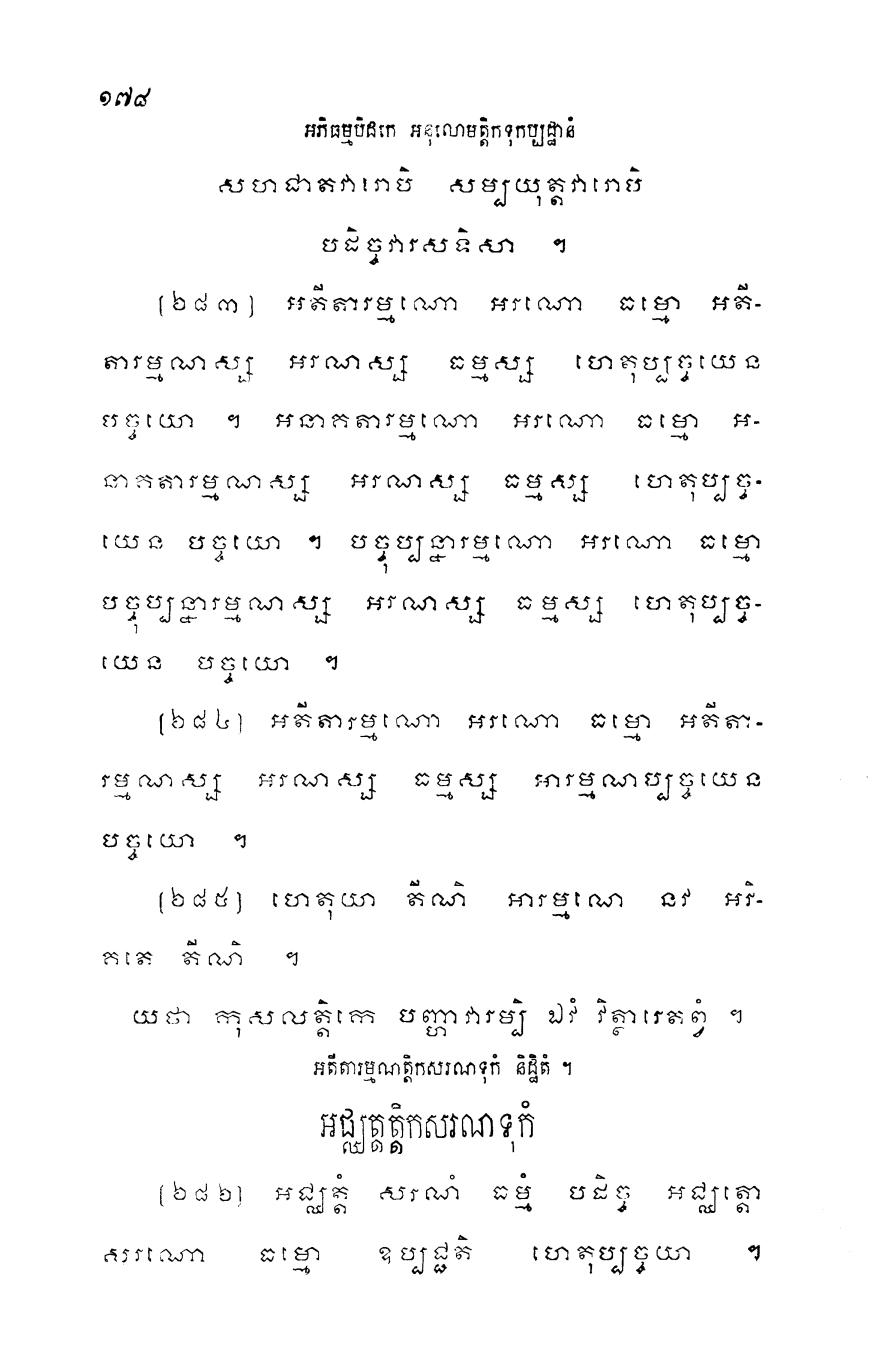 ១៧៨
អភិធម្មបិដកេ អនុលោមត្តិកទុកប្បដ្ឋានំ
សហជាតវារោបិ សម្បយុត្តវារោបិ
បដិច្ចវារសទិសា ។
[២៨៣] អតីតារម្មណោ អរណោ ធម្មោ អតី-
តារម្មណស្ស អរណស្ស ធម្មស្ស ហេតុប្បច្ចយេន
បច្ចយោ ។ អនាគតារម្មណោ អរណោ ធម្មោ អ-
នាគតារម្មណស្ស អរណស្ស ធម្មស្ស ហេតុប្បច្ច-
យេន បច្ចយោ ។ បច្ចុប្បន្នារម្មណោ អរណោ ធម្មោ
បច្ចុប្បន្នារម្មណស្ស អរណស្ស ធម្មស្ស ហេតុប្បច្ច-
យេន បច្ចយោ ។
[២៨៤] អតីតារម្មណោ អរណោ ធម្មោ អតីតា-
រម្មណស្ស អរណស្ស ធម្មស្ស អារម្មណប្បច្ចយេន
បច្ចយោ ។
[២៨៥] ហេតុយា តីណិ អារម្មណេ នវ អវិ-
គតេ តីណិ ។
យថា កុសលត្តិកេ បញ្ហាវារម្បិ ឯវំ វិត្ថារេតព្វំ ។
អតីតារម្មណត្តិកសរណទុកំ និដ្ឋិតំ ។
អជ្ឈត្តត្តិកសរណទុកំ
[២៨៦] អជ្ឈត្តំ សរណំ ធម្មំ បដិច្ច អជ្ឈត្តោ
សរណោ ធម្មោ ឧប្បជ្ជតិ ហេតុប្បច្ចយា ។